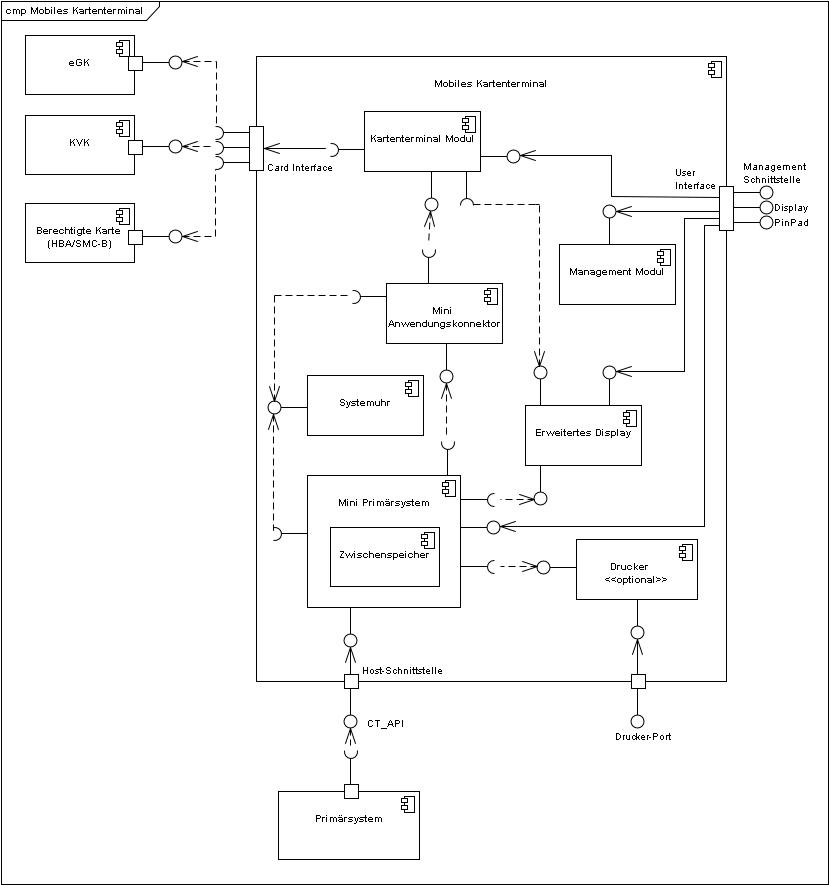 cmp Mobiles Kartenterminal
eGK
KVK
Berechtigte Karte
(HBA/SMC-B)
Mobiles Kartenterminal
Kartenterminal Modul
Card Interface
User
Interface
Management
Schnittstelle
Display
PinPad
Management Modul
Mini
Anwendungskonnektor
Systemuhr
Erweitertes Display
Mini Primärsystem
Zwischenspeicher
Drucker
<<optional>>
Host-Schnittstelle
CT_API
Drucker-Port
Primärsystem